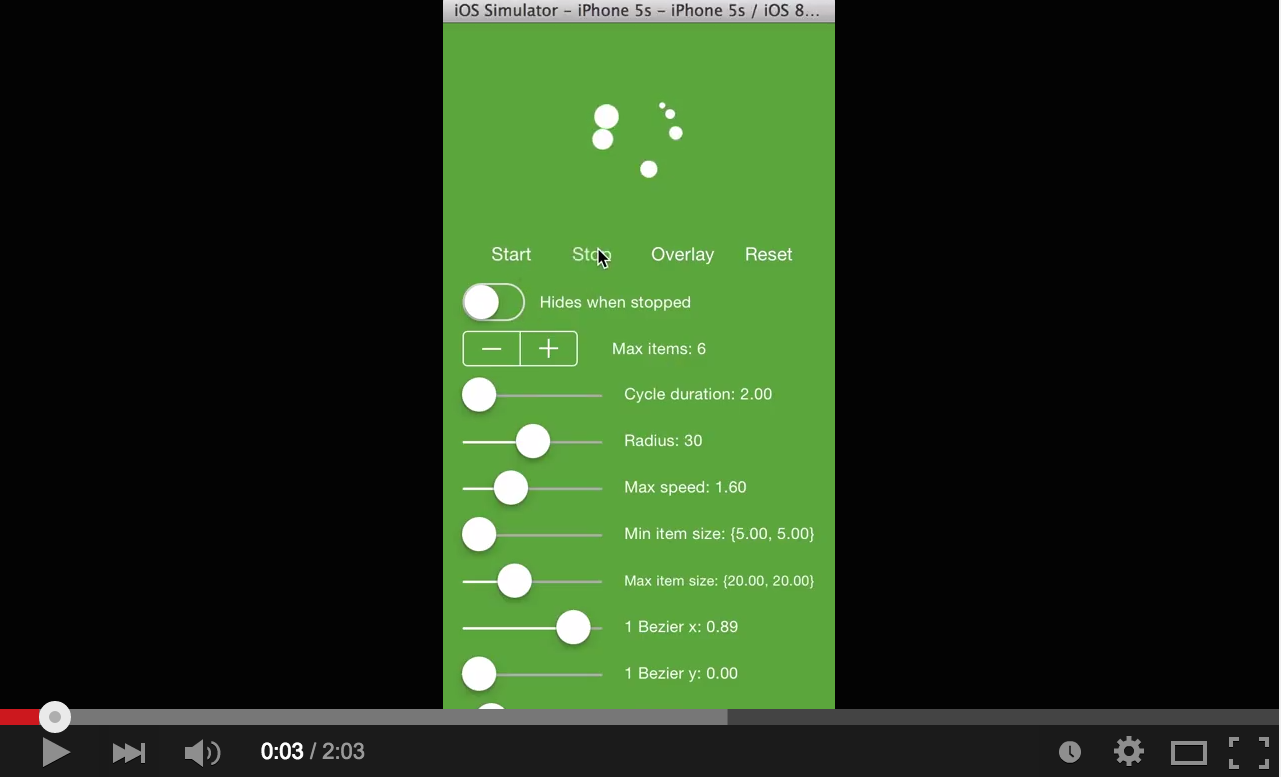 iOS Simulator – iPhone 5s – iPhone 5s / iOS 8...
Start Stop Overlay Reset
Hides when stopped
Max items: 6
Cycle duration: 2.00
Radius: 30
Max speed: 1.60
Min item size: {5.00, 5.00}
Max item size: {20.00, 20.00}
1 Bezier x: 0.89
1 Bezier y: 0.00
0:03 / 2:03